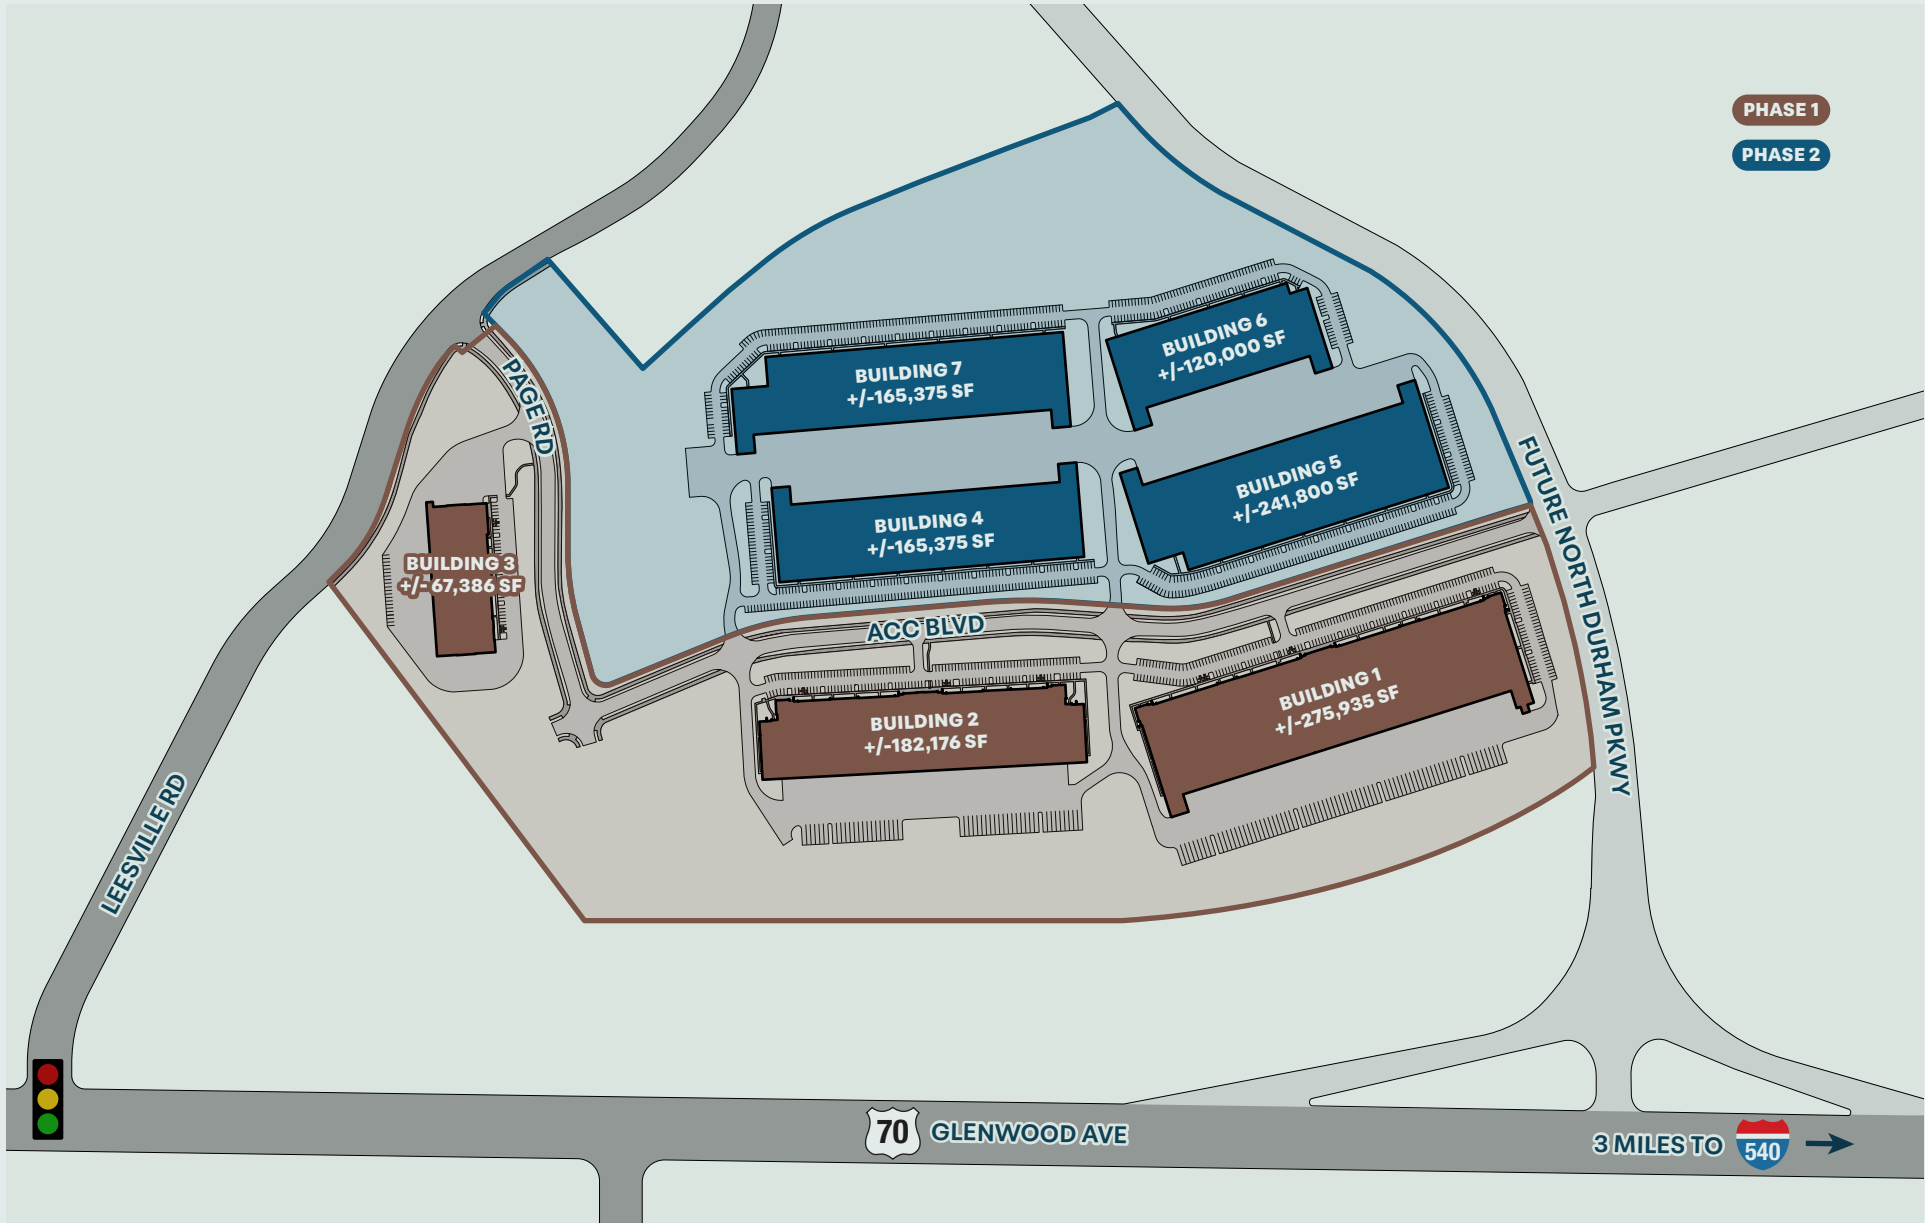 PHASE 1
PHASE 2
BUILDING 6
+/-120,000 SF
BUILDING 7
+/-165,375 SF
PAGE RD
BUILDING 5
+/-241,800 SF
BUILDING 4
+/-165,375 SF
FUTURE NORTH DURHAM PKWY
BUILDING 3
+/-67,386 SF
ACC BLVD
BUILDING 1
+/-275,935 SF
BUILDING 2
+/-182,176 SF
LEESVILLE RD
70 GLENWOOD AVE
3 MILES TO 540